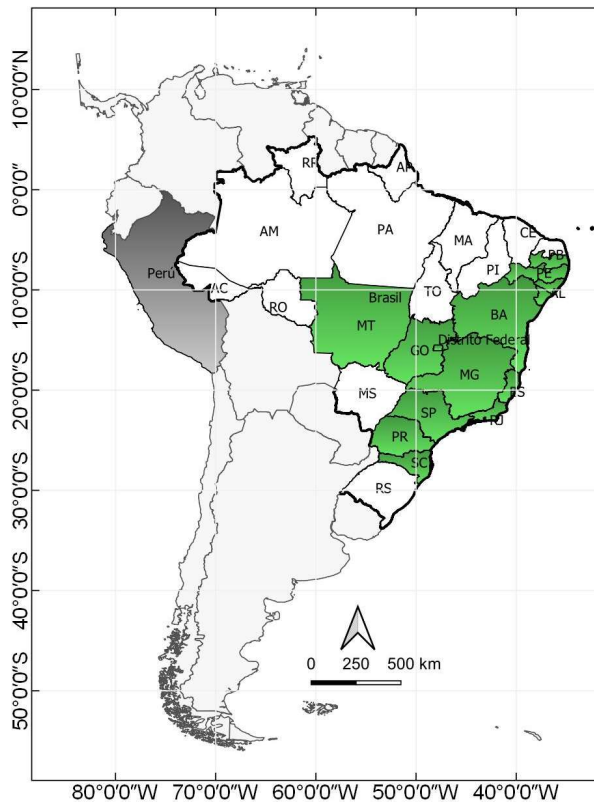 10°0'0"N
0°0'0"
10°0'0"S
20°0'0"S
30°0'0"S
40°0'0"S
50°0'0"S
RR
AP
AM
PA
MA
CE
PB
PI
PE
AL
Perú
AC
RO
TO
Brasil
BA
MT
Distrito Federal
GO
MG
ES
MS
SP
RJ
PR
SC
RS
0 250 500 km
80°0'0"W 70°0'0"W 60°0'0"W 50°0'0"W 40°0'0"W